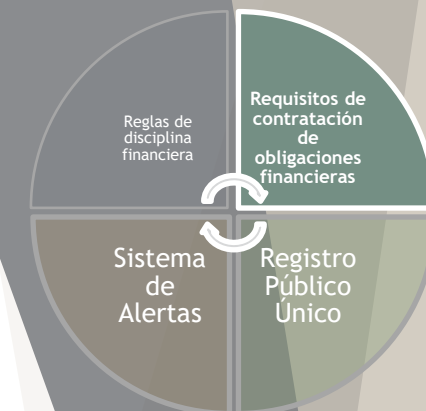 Reglas de
disciplina
financiera
Requisitos de
contratación
de
obligaciones
financieras
Sistema
de
Alertas
Registro
Público
Único